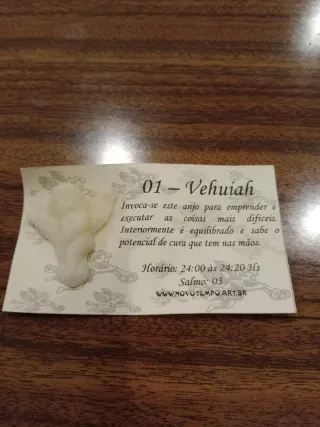 01 – Vehuiah
Invoca-se este anjo para emprender e
executar as coisas mais difíceis.
Interiormente é equilibrado e sabe o
potencial de cura que tem nas mãos.
Horário: 24:00 às 24:20 Hs
Salmo: 03
WWW.NOVOTEMPO.ART.BR